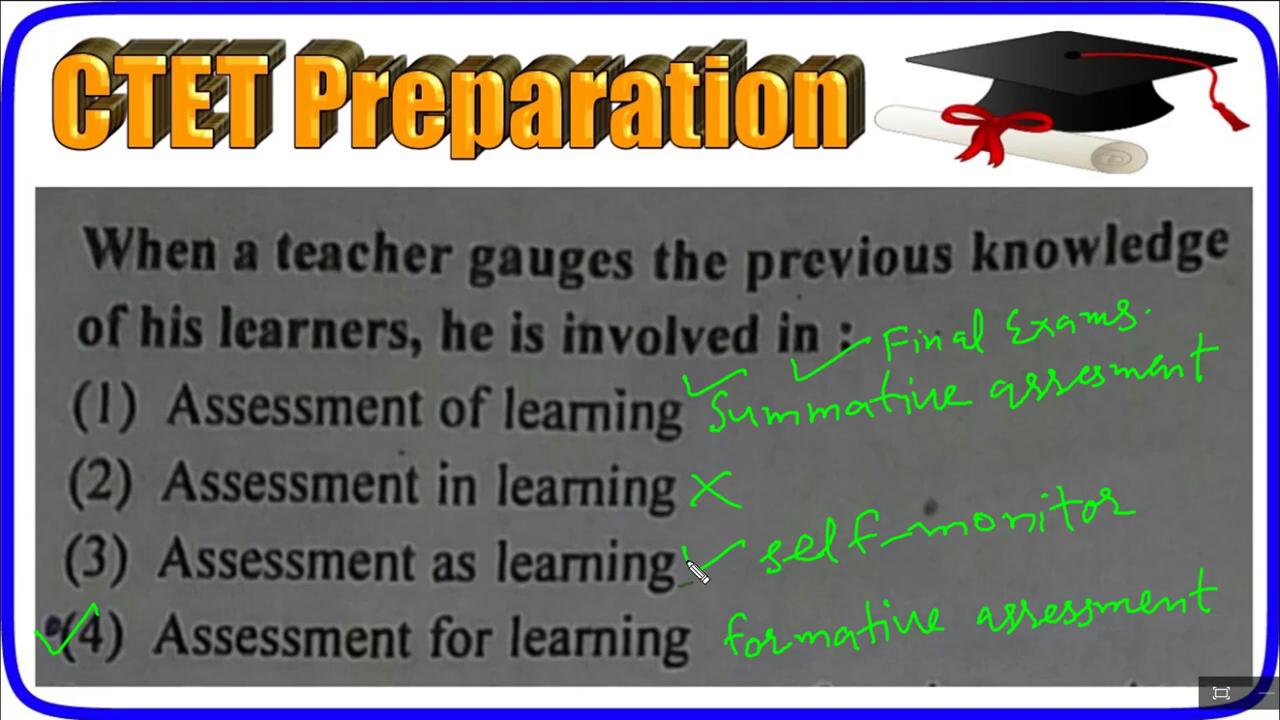 CTET Preparation
When a teacher gauges the previous knowledge
of his learners, he is involved in :
Final Exams.
(1) Assessment of learning Summative assesment
(2) Assessment in learning
(3) Assessment as learning self-monitor
(4) Assessment for learning formative assessment